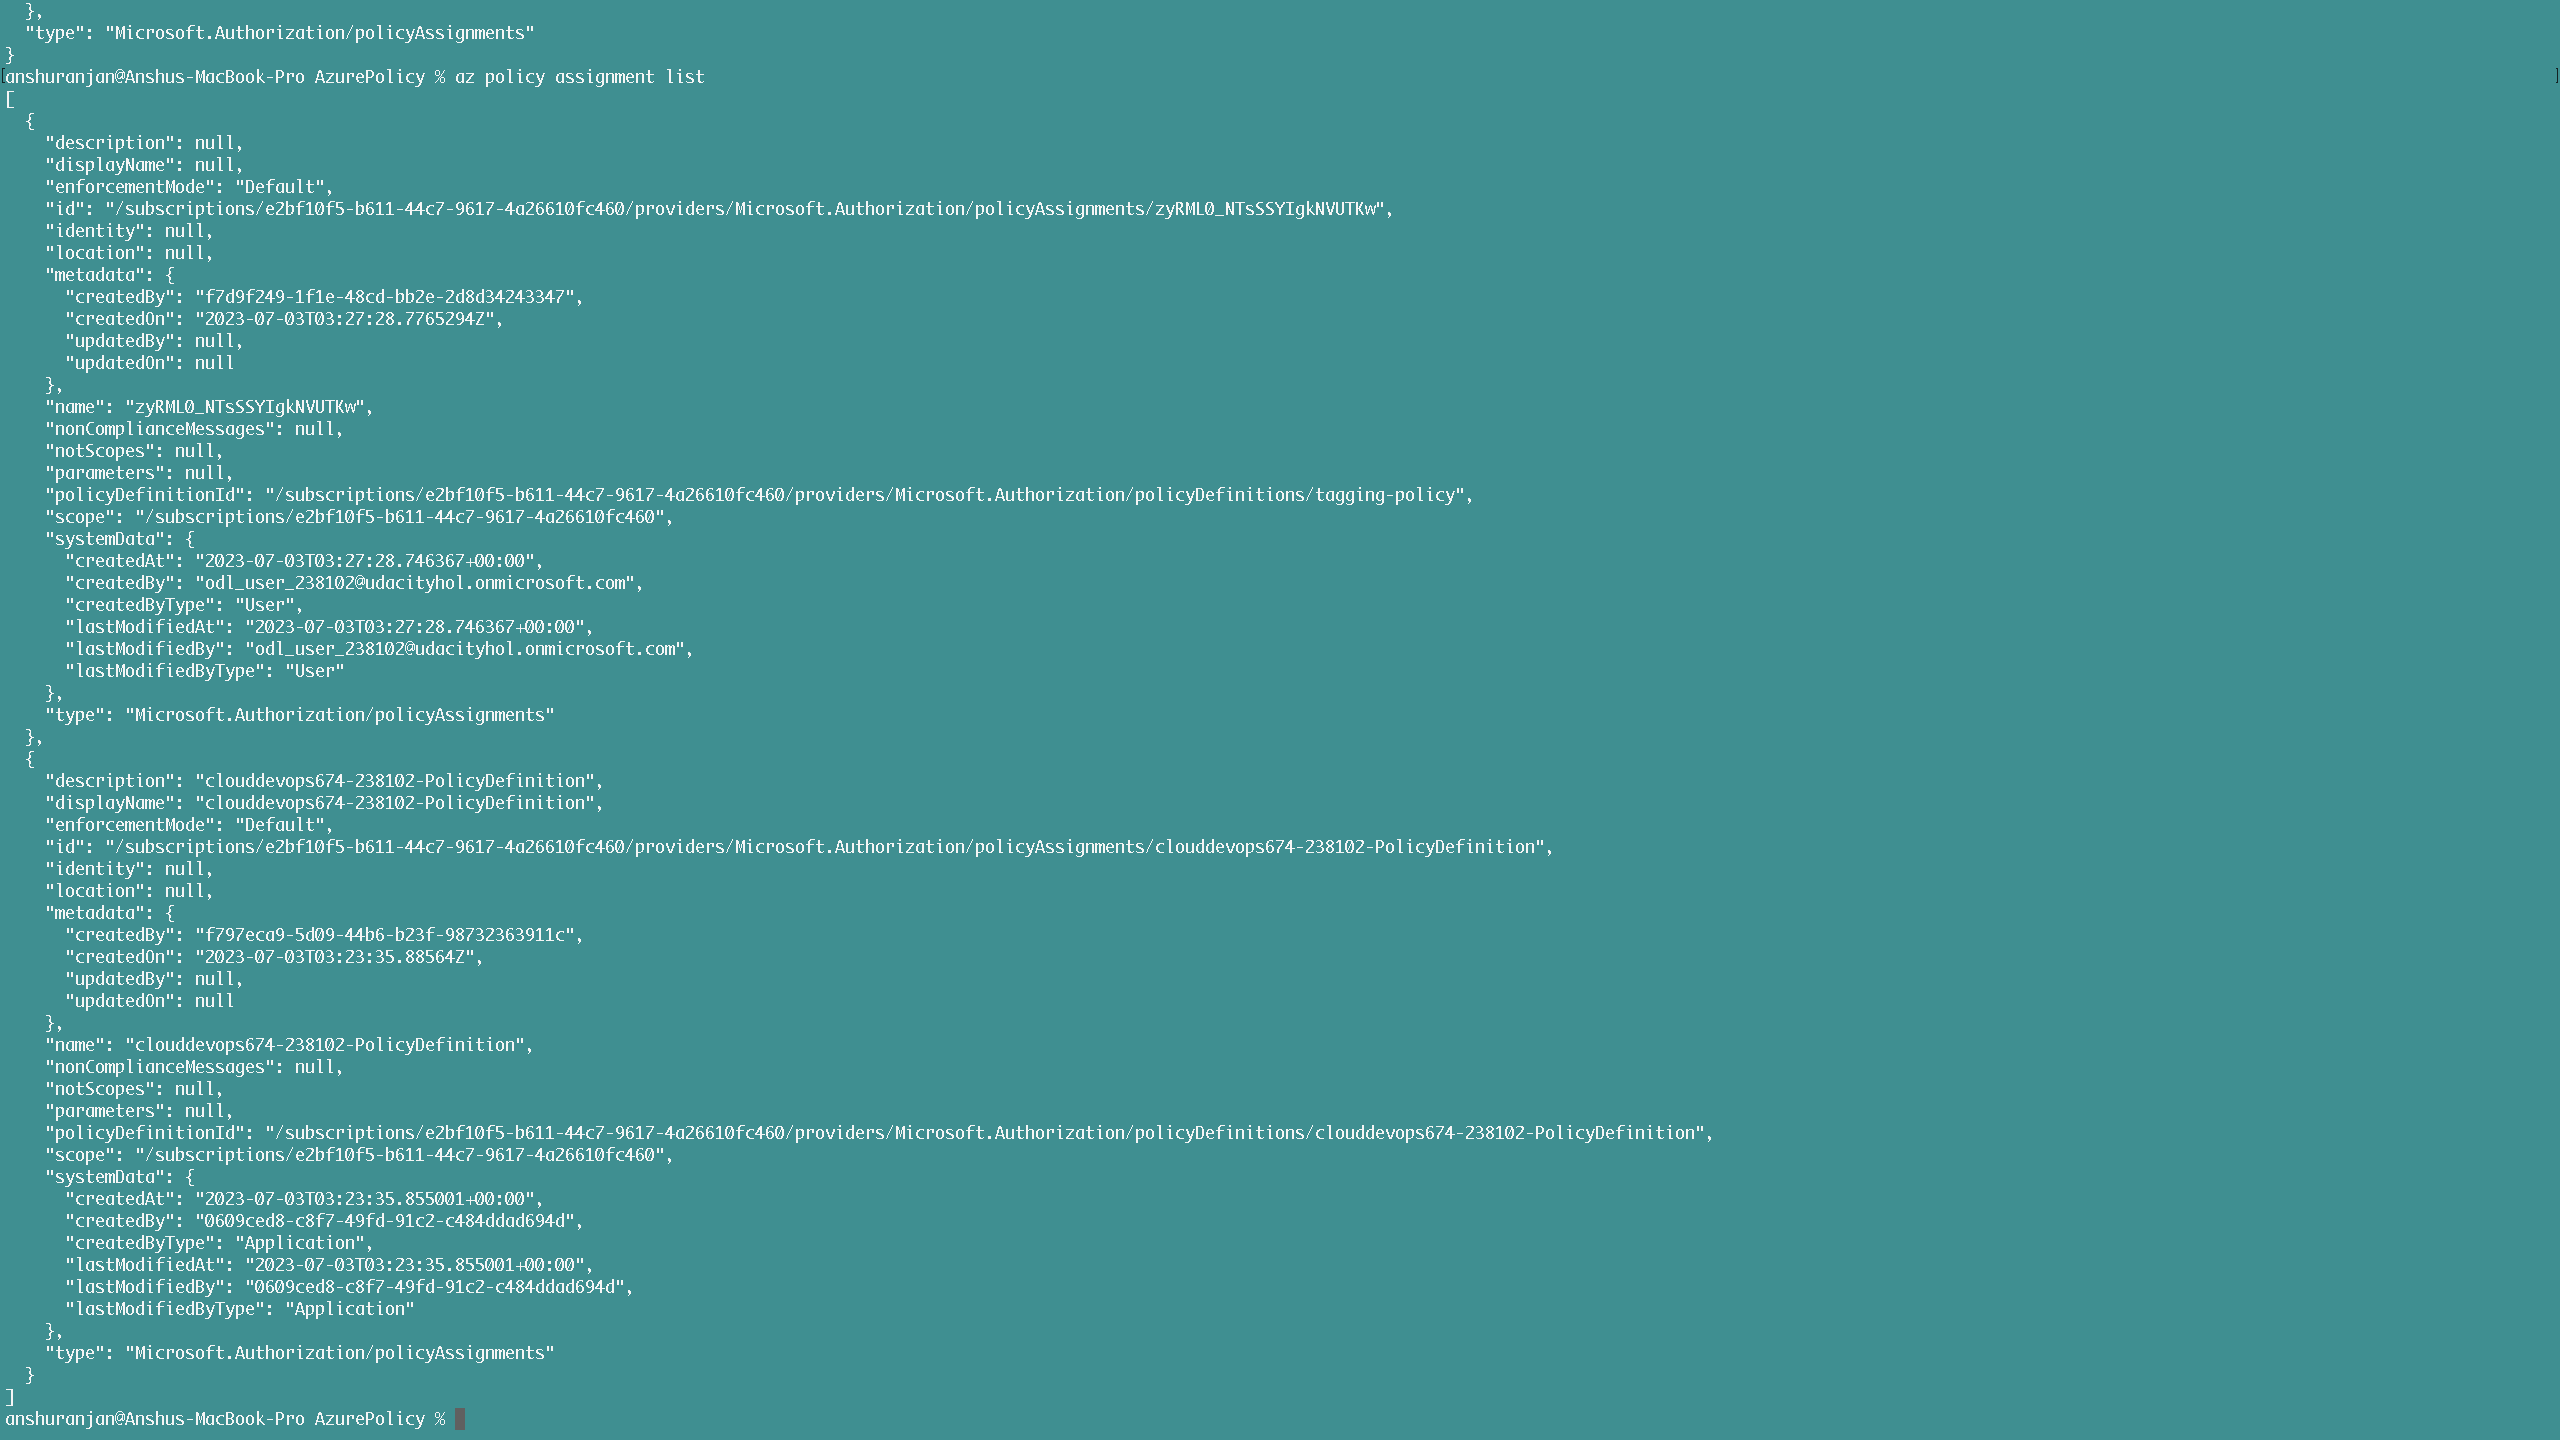 },
  "type": "Microsoft.Authorization/policyAssignments"
}
[anshuranjan@Anshus-MacBook-Pro AzurePolicy % az policy assignment list ]
[
  {
    "description": null,
    "displayName": null,
    "enforcementMode": "Default",
    "id": "/subscriptions/e2bf10f5-b611-44c7-9617-4a26610fc460/providers/Microsoft.Authorization/policyAssignments/zyRML0_NTsSSYIgkNVUTKw",
    "identity": null,
    "location": null,
    "metadata": {
      "createdBy": "f7d9f249-1f1e-48cd-bb2e-2d8d34243347",
      "createdOn": "2023-07-03T03:27:28.7765294Z",
      "updatedBy": null,
      "updatedOn": null
    },
    "name": "zyRML0_NTsSSYIgkNVUTKw",
    "nonComplianceMessages": null,
    "notScopes": null,
    "parameters": null,
    "policyDefinitionId": "/subscriptions/e2bf10f5-b611-44c7-9617-4a26610fc460/providers/Microsoft.Authorization/policyDefinitions/tagging-policy",
    "scope": "/subscriptions/e2bf10f5-b611-44c7-9617-4a26610fc460",
    "systemData": {
      "createdAt": "2023-07-03T03:27:28.746367+00:00",
      "createdBy": "odl_user_238102@udacityhol.onmicrosoft.com",
      "createdByType": "User",
      "lastModifiedAt": "2023-07-03T03:27:28.746367+00:00",
      "lastModifiedBy": "odl_user_238102@udacityhol.onmicrosoft.com",
      "lastModifiedByType": "User"
    },
    "type": "Microsoft.Authorization/policyAssignments"
  },
  {
    "description": "clouddevops674-238102-PolicyDefinition",
    "displayName": "clouddevops674-238102-PolicyDefinition",
    "enforcementMode": "Default",
    "id": "/subscriptions/e2bf10f5-b611-44c7-9617-4a26610fc460/providers/Microsoft.Authorization/policyAssignments/clouddevops674-238102-PolicyDefinition",
    "identity": null,
    "location": null,
    "metadata": {
      "createdBy": "f797eca9-5d09-44b6-b23f-98732363911c",
      "createdOn": "2023-07-03T03:23:35.88564Z",
      "updatedBy": null,
      "updatedOn": null
    },
    "name": "clouddevops674-238102-PolicyDefinition",
    "nonComplianceMessages": null,
    "notScopes": null,
    "parameters": null,
    "policyDefinitionId": "/subscriptions/e2bf10f5-b611-44c7-9617-4a26610fc460/providers/Microsoft.Authorization/policyDefinitions/clouddevops674-238102-PolicyDefinition",
    "scope": "/subscriptions/e2bf10f5-b611-44c7-9617-4a26610fc460",
    "systemData": {
      "createdAt": "2023-07-03T03:23:35.855001+00:00",
      "createdBy": "0609ced8-c8f7-49fd-91c2-c484ddad694d",
      "createdByType": "Application",
      "lastModifiedAt": "2023-07-03T03:23:35.855001+00:00",
      "lastModifiedBy": "0609ced8-c8f7-49fd-91c2-c484ddad694d",
      "lastModifiedByType": "Application"
    },
    "type": "Microsoft.Authorization/policyAssignments"
  }
]
anshuranjan@Anshus-MacBook-Pro AzurePolicy %